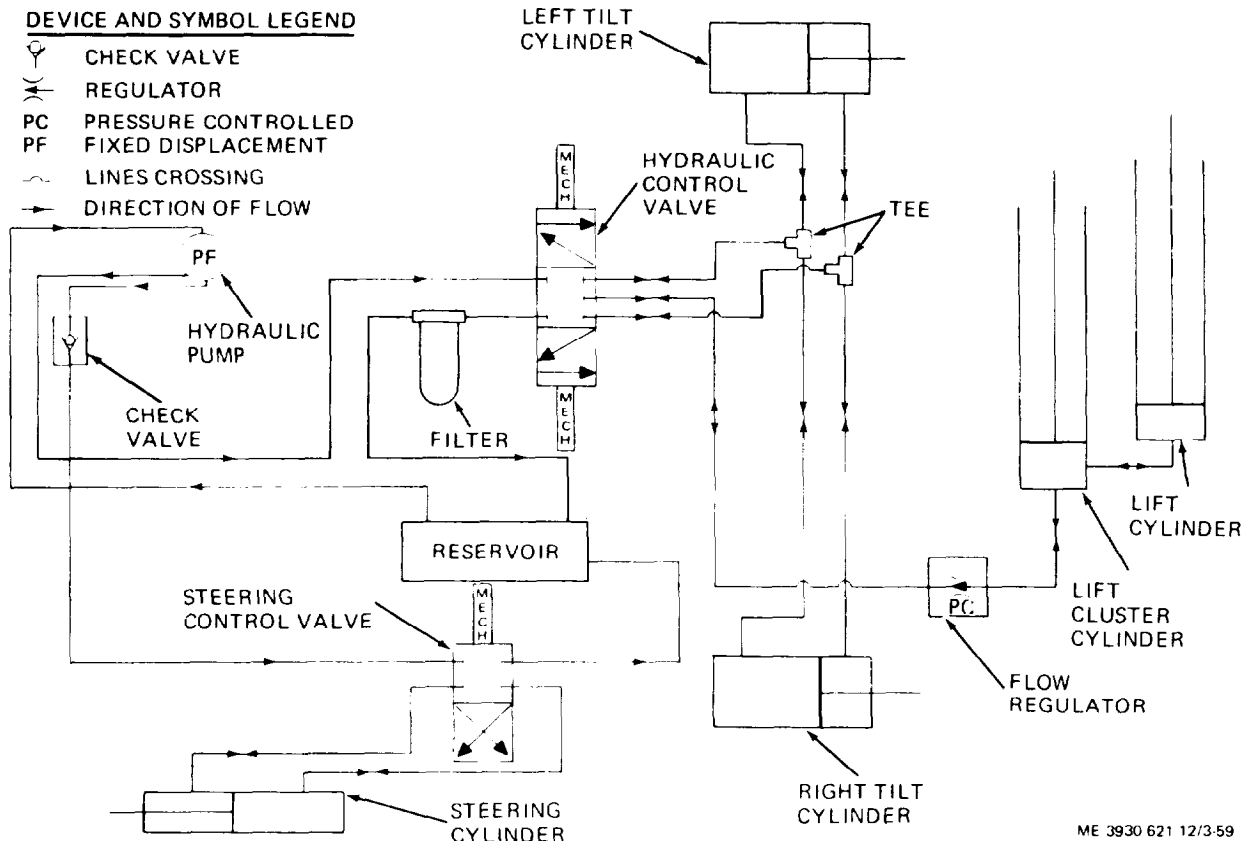 DEVICE AND SYMBOL LEGEND
CHECK VALVE
REGULATOR
PC PRESSURE CONTROLLED
PF FIXED DISPLACEMENT
LINES CROSSING
DIRECTION OF FLOW
LEFT TILT
CYLINDER
MECH
HYDRAULIC
CONTROL
VALVE
TEE
PF
HYDRAULIC
PUMP
CHECK
VALVE
FILTER
MECH
RESERVOIR
MECH
STEERING
CONTROL VALVE
STEERING
CYLINDER
LIFT
CYLINDER
LIFT
CLUSTER
CYLINDER
PC
FLOW
REGULATOR
RIGHT TILT
CYLINDER
ME 3930 621 12/3-59